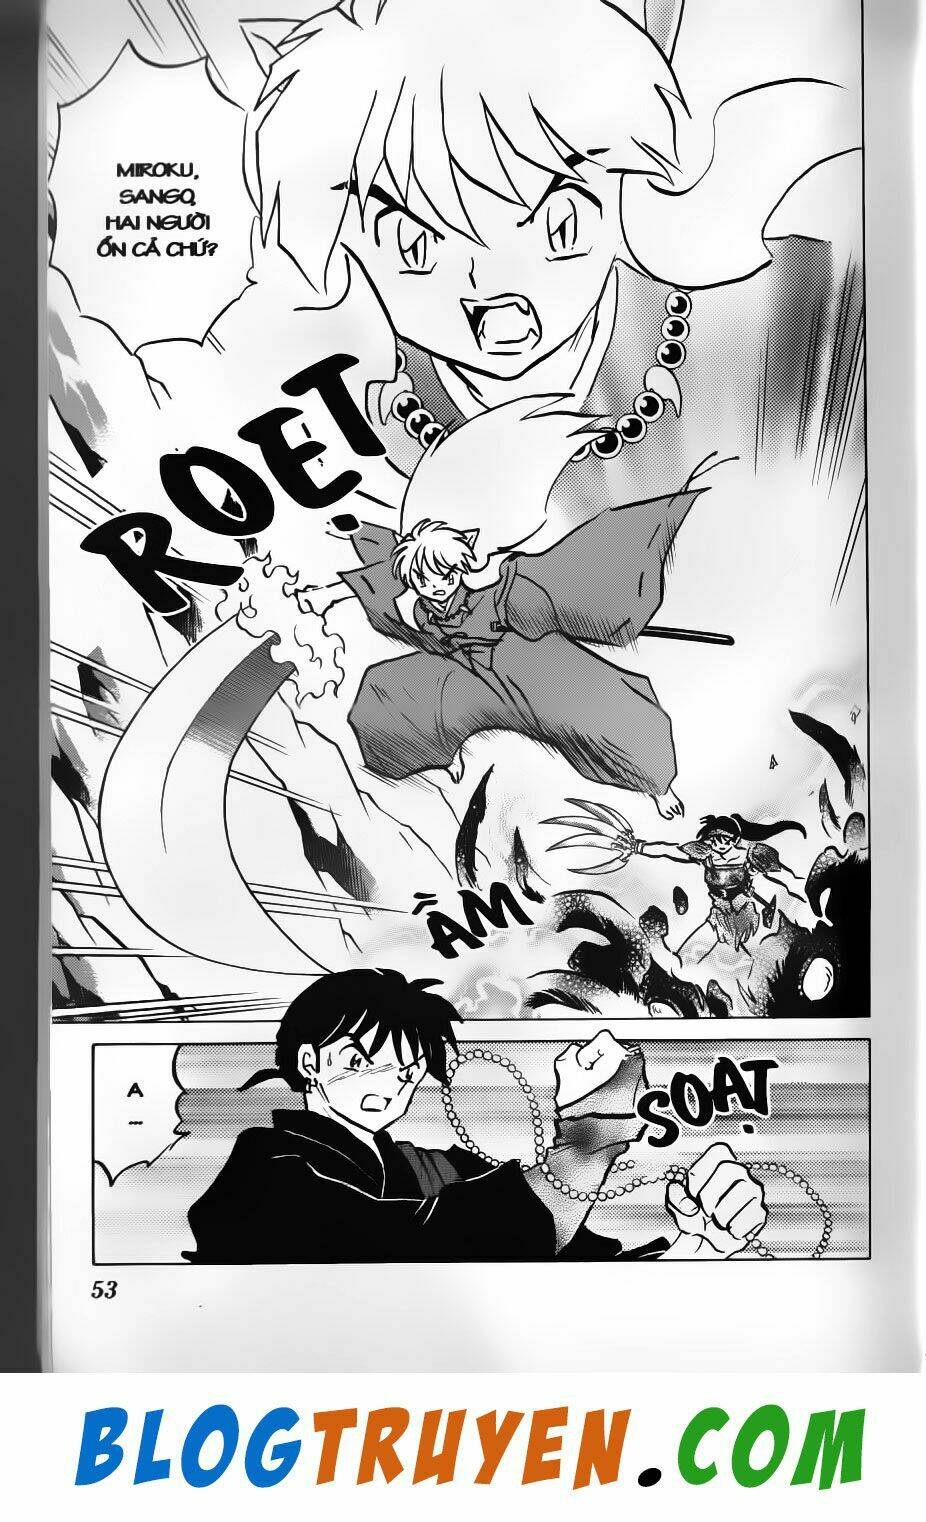 MIROKU,
SANGO,
HAI NGƯỜI
ỔN CẢ CHỨ?
ROẸT
ẦM
A
...
SOẠT
53
BLOGTRUYEN.COM